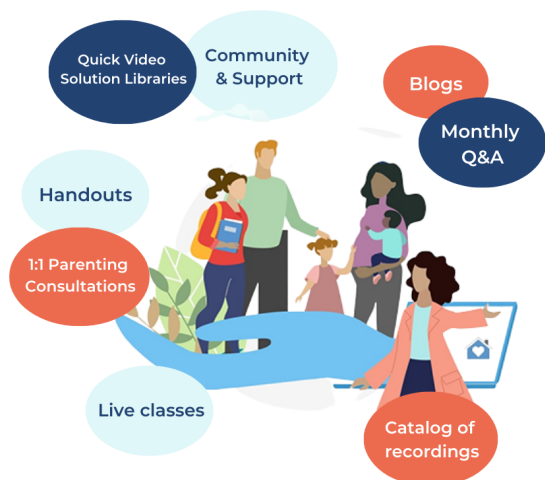 Quick Video
Solution Libraries
Community
& Support
Blogs
Monthly
Q&A
Handouts
1:1 Parenting
Consultations
Live classes
Catalog of
recordings